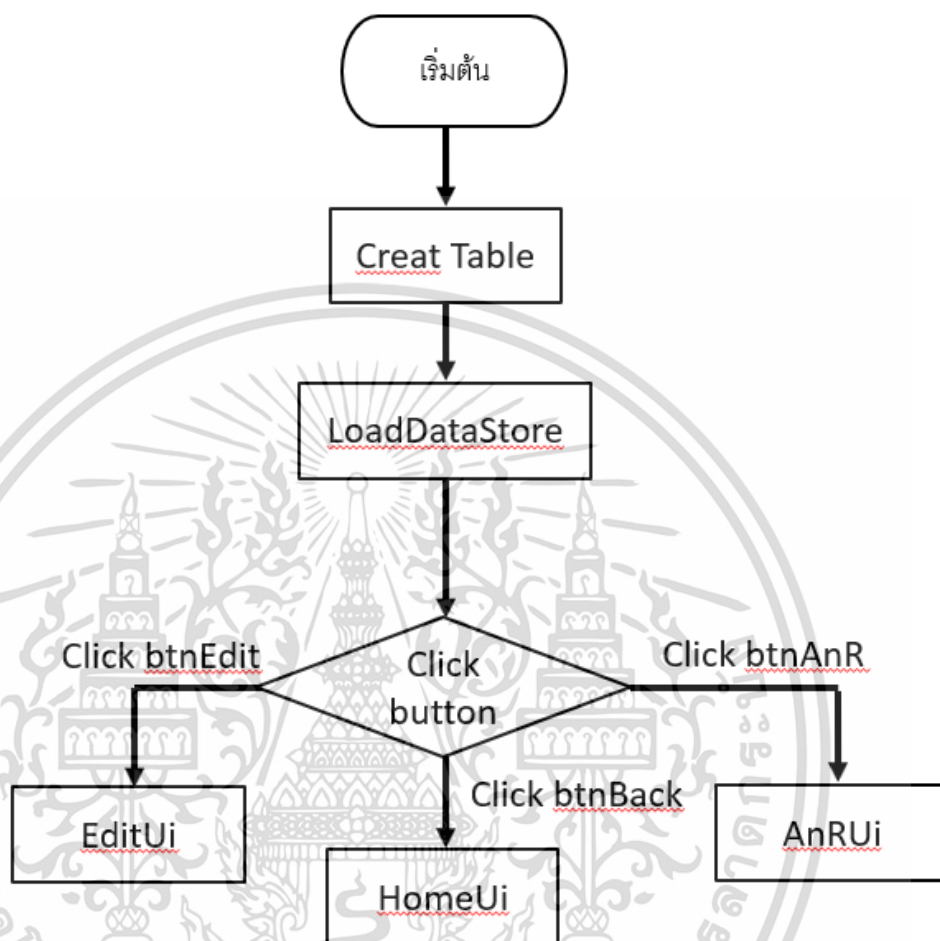 เริ่มต้น
Creat Table
LoadDataStore
Click btnEdit
Click
button
Click btnAnR
Click btnBack
EditUi
AnRUi
HomeUi